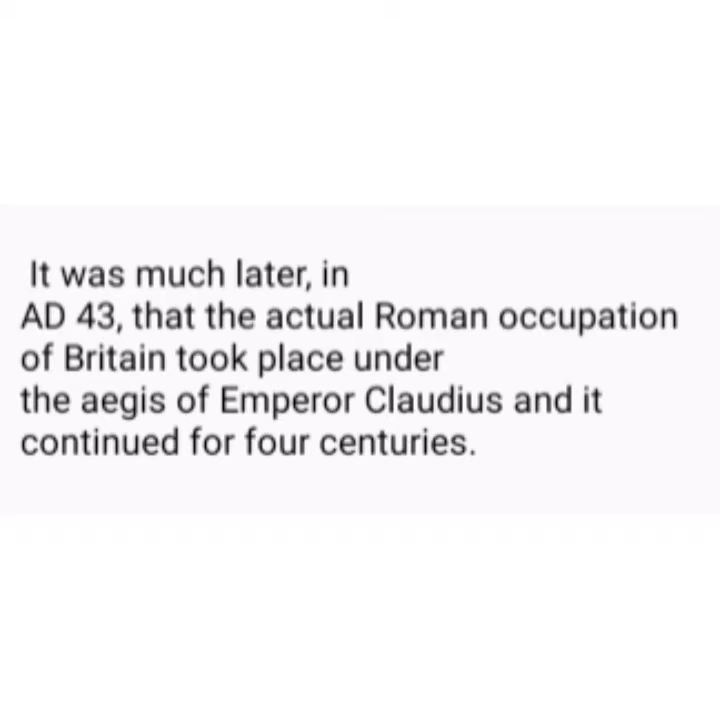 It was much later, in
AD 43, that the actual Roman occupation
of Britain took place under
the aegis of Emperor Claudius and it
continued for four centuries.